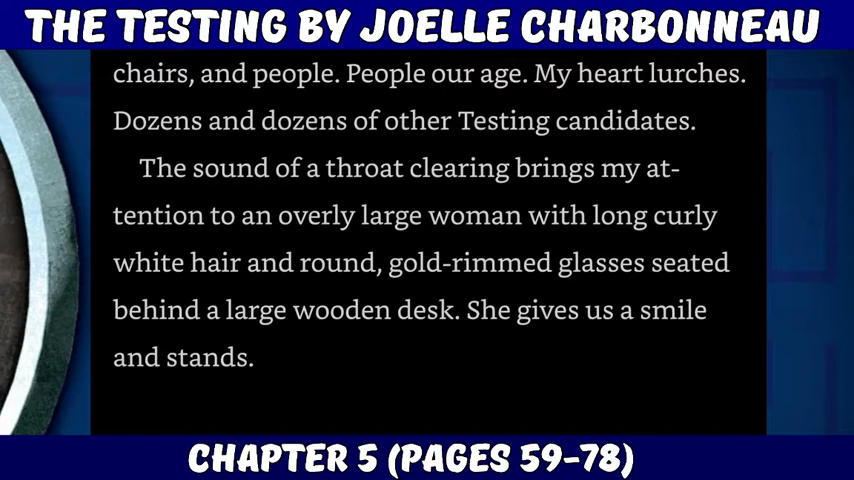 THE TESTING BY JOELLE CHARBONNEAU
chairs, and people. People our age. My heart lurches.
Dozens and dozens of other Testing candidates.
The sound of a throat clearing brings my at-
tention to an overly large woman with long curly
white hair and round, gold-rimmed glasses seated
behind a large wooden desk. She gives us a smile
and stands.
CHAPTER 5 (PAGES 59-78)